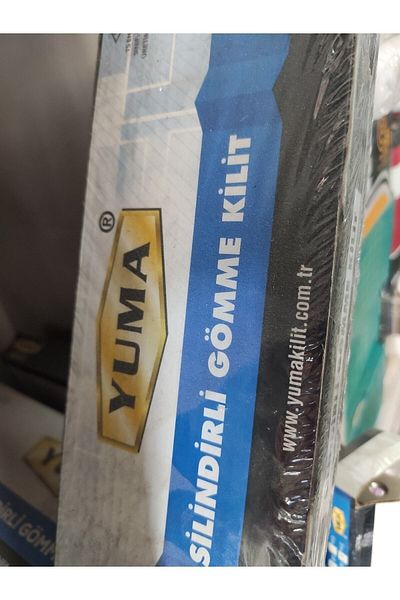 YUMA®
SİLİNDİRLİ GÖMME KİLİT
www.yumakilit.com.tr